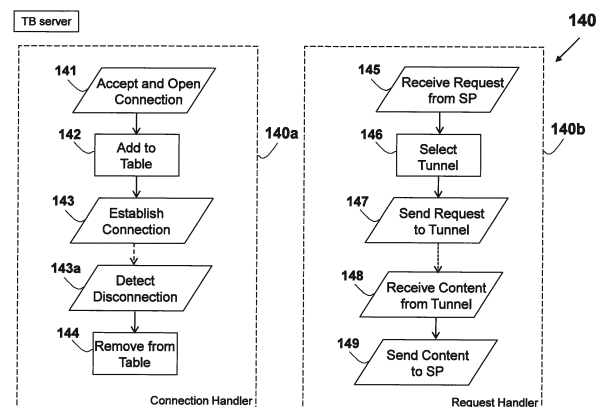 TB server
140
141
Accept and Open
Connection
142
Add to
Table
140a
143
Establish
Connection
143a
Detect
Disconnection
144
Remove from
Table
Connection Handler
145
Receive Request
from SP
146
Select
Tunnel
140b
147
Send Request
to Tunnel
148
Receive Content
from Tunnel
149
Send Content
to SP
Request Handler